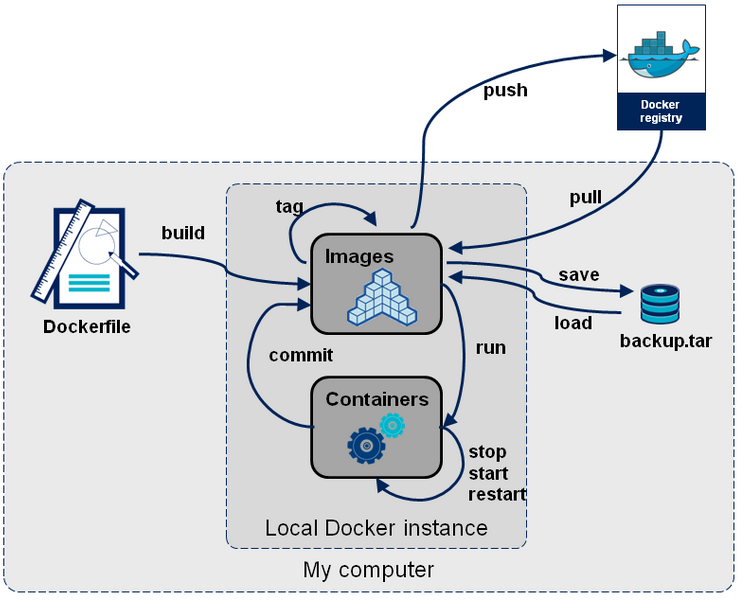 push
Docker
registry
pull
tag
build
Images
save
Dockerfile
load
backup.tar
commit
run
Containers
stop
start
restart
Local Docker instance
My computer